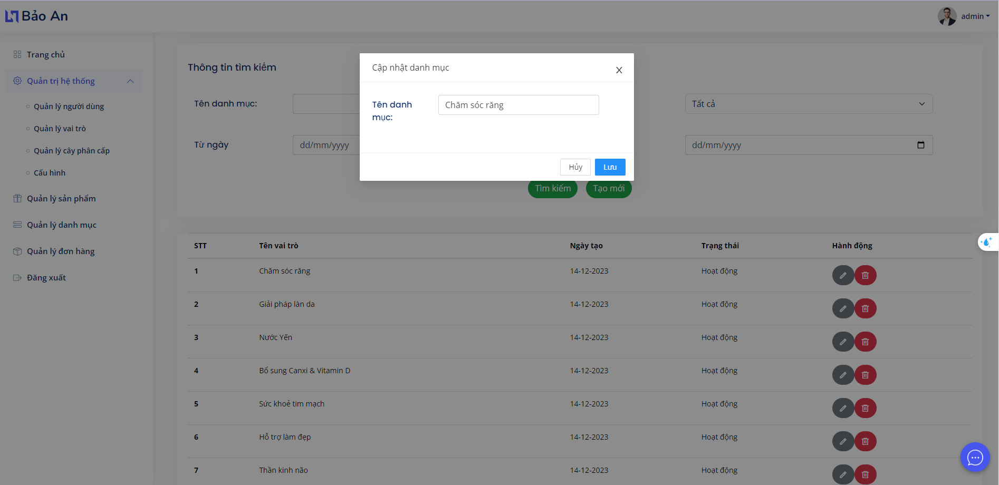 Bảo An
admin
Trang chủ
Quản trị hệ thống
Quản lý người dùng
Quản lý vai trò
Quản lý cây phân cấp
Cấu hình
Quản lý sản phẩm
Quản lý danh mục
Quản lý đơn hàng
Đăng xuất
Thông tin tìm kiếm
Tên danh mục:
Tất cả
Từ ngày
dd/mm/yyyy
dd/mm/yyyy
Cập nhật danh mục
Tên danh
mục:
Chăm sóc răng
Hủy
Lưu
Tìm kiếm
Tạo mới
STT Tên vai trò Ngày tạo Trạng thái Hành động
1 Chăm sóc răng 14-12-2023 Hoạt động
2 Giải pháp làn da 14-12-2023 Hoạt động
3 Nước Yến 14-12-2023 Hoạt động
4 Bổ sung Canxi & Vitamin D 14-12-2023 Hoạt động
5 Sức khoẻ tim mạch 14-12-2023 Hoạt động
6 Hỗ trợ làm đẹp 14-12-2023 Hoạt động
7 Thần kinh não 14-12-2023 Hoạt động